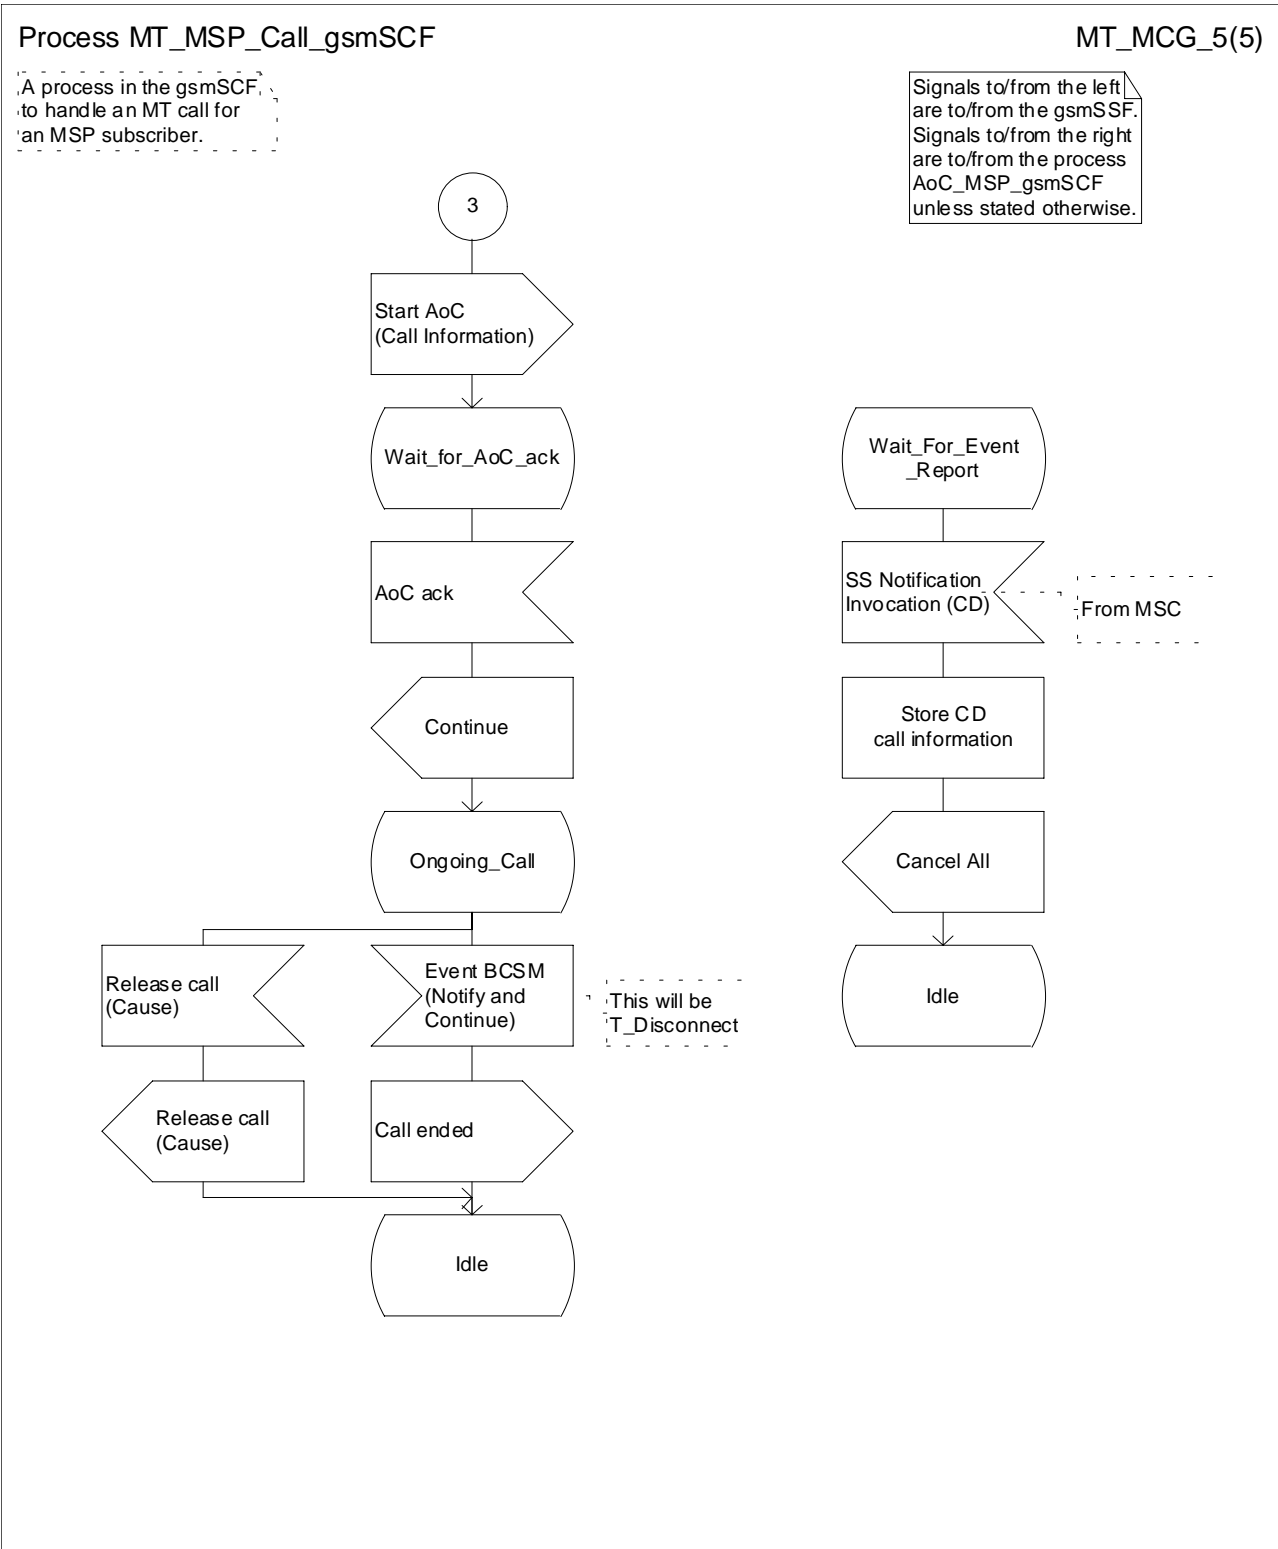 Process MT_MSP_Call_gsmSCF
MT_MCG_5(5)
A process in the gsmSCF
to handle an MT call for
an MSP subscriber.
Signals to/from the left
are to/from the gsmSSF.
Signals to/from the right
are to/from the process
AoC_MSP_gsmSCF
unless stated otherwise.
3
Start AoC
(Call Information)
Wait_for_AoC_ack
AoC ack
Continue
Ongoing_Call
Release call
(Cause)
Event BCSM
(Notify and
Continue)
This will be
T_Disconnect
Release call
(Cause)
Call ended
Idle
Wait_For_Event
_Report
SS Notification
Invocation (CD)
From MSC
Store CD
call information
Cancel All
Idle